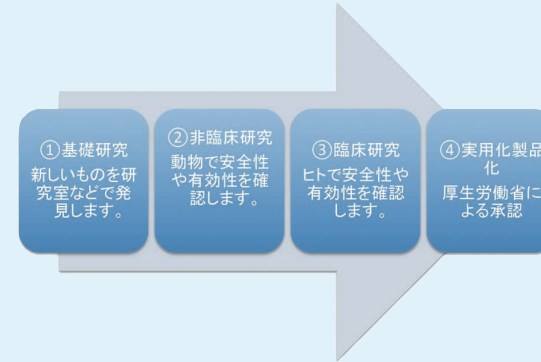 ①基礎研究
新しいものを研
究室などで発
見します。
②非臨床研究
動物で安全性
や有効性を確
認します。
③臨床研究
ヒトで安全性や
有効性を確認
します。
④実用化製品
化
厚生労働省に
よる承認